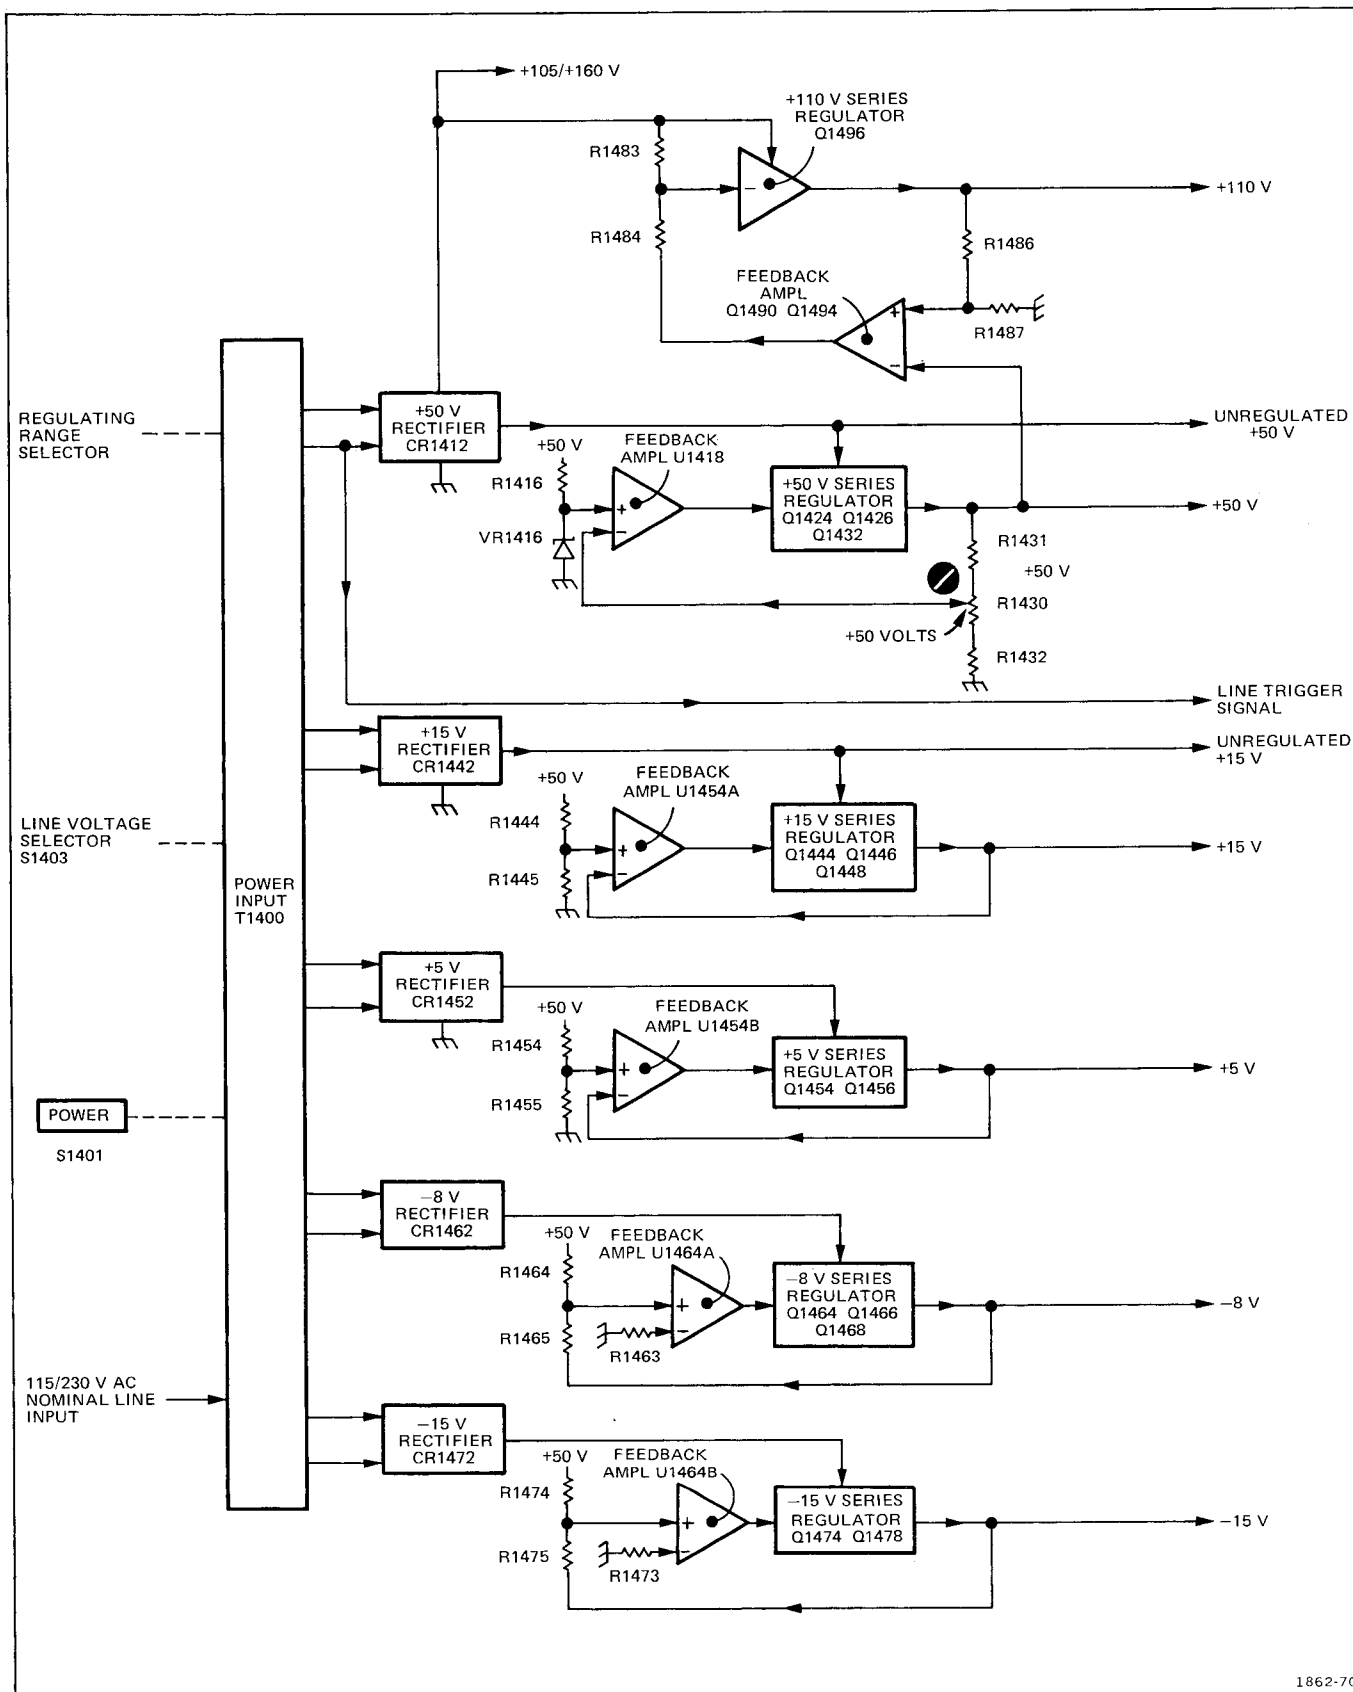 +105/+160 V
+110 V SERIES
REGULATOR
Q1496
R1483
−
+110 V
R1484
R1486
FEEDBACK
AMPL
Q1490 Q1494
+
R1487
−
REGULATING
RANGE
SELECTOR
+50 V
RECTIFIER
CR1412
UNREGULATED
+50 V
+50 V
FEEDBACK
AMPL U1418
R1416
+
−
VR1416
+50 V SERIES
REGULATOR
Q1424 Q1426
Q1432
+50 V
R1431
+50 V
R1430
+50 VOLTS
R1432
LINE TRIGGER
SIGNAL
+15 V
RECTIFIER
CR1442
UNREGULATED
+15 V
+50 V
FEEDBACK
AMPL U1454A
LINE VOLTAGE
SELECTOR
S1403
R1444
+
−
R1445
+15 V SERIES
REGULATOR
Q1444 Q1446
Q1448
+15 V
POWER
INPUT
T1400
+5 V
RECTIFIER
CR1452
+50 V
FEEDBACK
AMPL U1454B
R1454
+
−
R1455
+5 V SERIES
REGULATOR
Q1454 Q1456
+5 V
POWER
S1401
−8 V
RECTIFIER
CR1462
+50 V
FEEDBACK
AMPL U1464A
R1464
+
−
R1465
R1463
−8 V SERIES
REGULATOR
Q1464 Q1466
Q1468
−8 V
115/230 V AC
NOMINAL LINE
INPUT
−15 V
RECTIFIER
CR1472
+50 V
FEEDBACK
AMPL U1464B
R1474
+
−
R1475
R1473
−15 V SERIES
REGULATOR
Q1474 Q1478
−15 V
1862-70